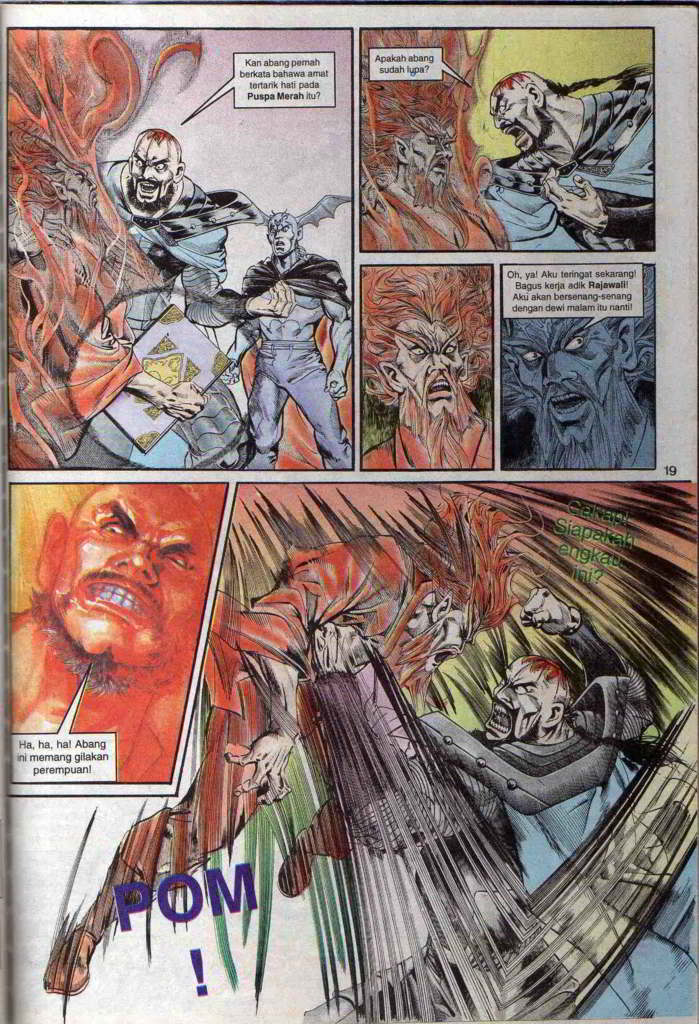 Kan abang pernah
berkata bahawa amat
tertarik hati pada
Puspa Merah itu?
Apakah abang
sudah lupa?
Oh, ya! Aku teringat sekarang!
Bagus kerja adik Rajawali!
Aku akan bersenang-senang
dengan dewi malam itu nanti!
19
Ha, ha, ha! Abang
ini memang gilakan
perempuan!
Cakap!
Siapakah
engkau
ini?
POM
!